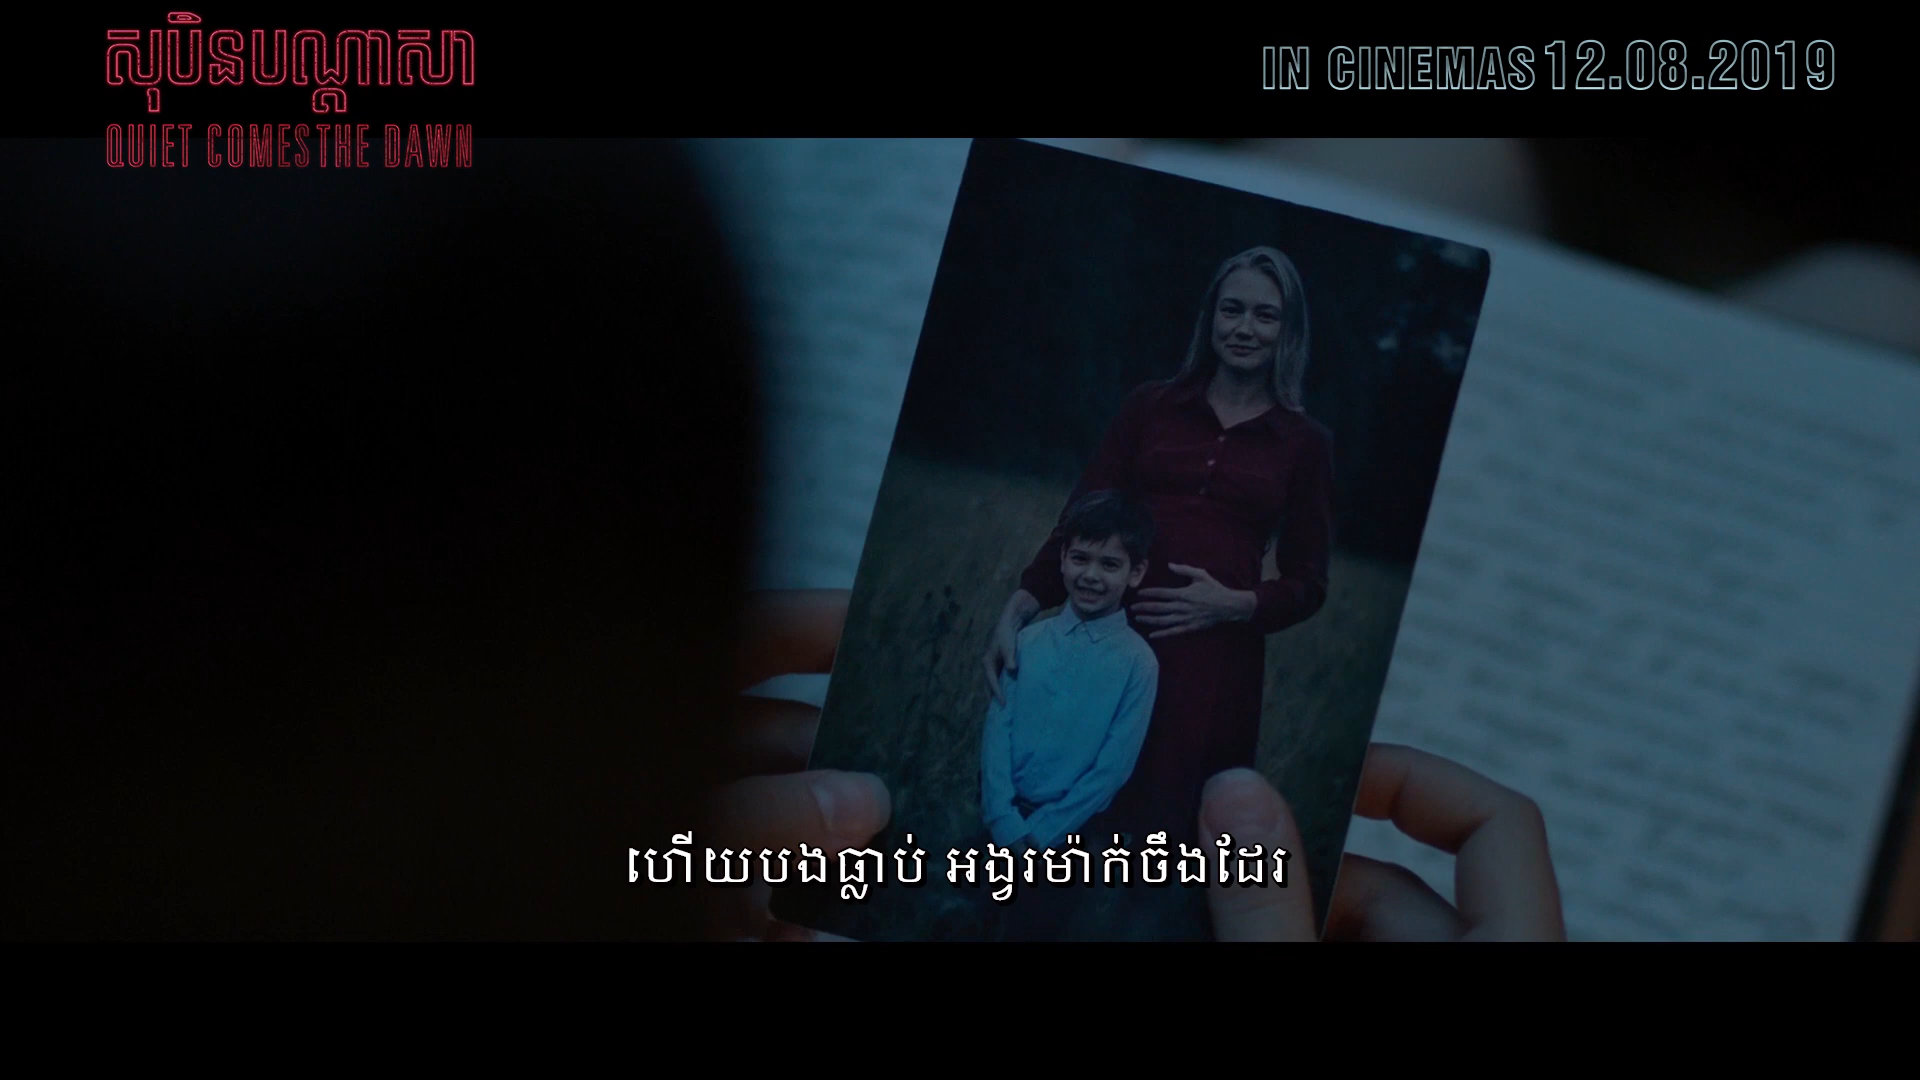 សុបិនបណ្ដាសា
QUIET COMES THE DAWN
IN CINEMAS 12.08.2019
ហើយបងធ្លាប់ អង្វរម៉ាក់ចឹងដែរ